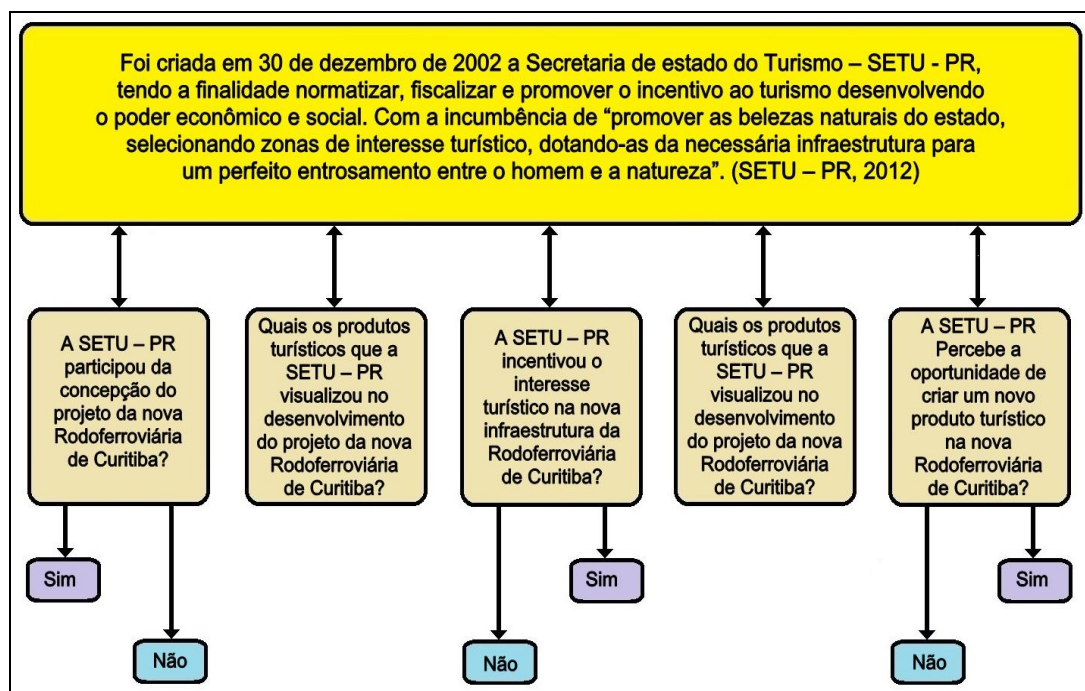 Foi criada em 30 de dezembro de 2002 a Secretaria de estado do Turismo – SETU - PR,
tendo a finalidade normatizar, fiscalizar e promover o incentivo ao turismo desenvolvendo
o poder econômico e social. Com a incumbência de “promover as belezas naturais do estado,
selecionando zonas de interesse turístico, dotando-as da necessária infraestrutura para
um perfeito entrosamento entre o homem e a natureza”. (SETU – PR, 2012)
A SETU – PR
participou da
concepção do
projeto da nova
Rodoferroviária
de Curitiba?
Quais os produtos
turísticos que a
SETU – PR
visualizou no
desenvolvimento
do projeto da nova
Rodoferroviária
de Curitiba?
A SETU – PR
incentivou o
interesse
turístico na nova
infraestrutura da
Rodoferroviária
de Curitiba?
Quais os produtos
turísticos que a
SETU – PR
visualizou no
desenvolvimento
do projeto da nova
Rodoferroviária
de Curitiba?
A SETU – PR
Percebe a
oportunidade de
criar um novo
produto turístico
na nova
Rodoferroviária
de Curitiba?
Sim
Não
Não
Sim
Não
Sim